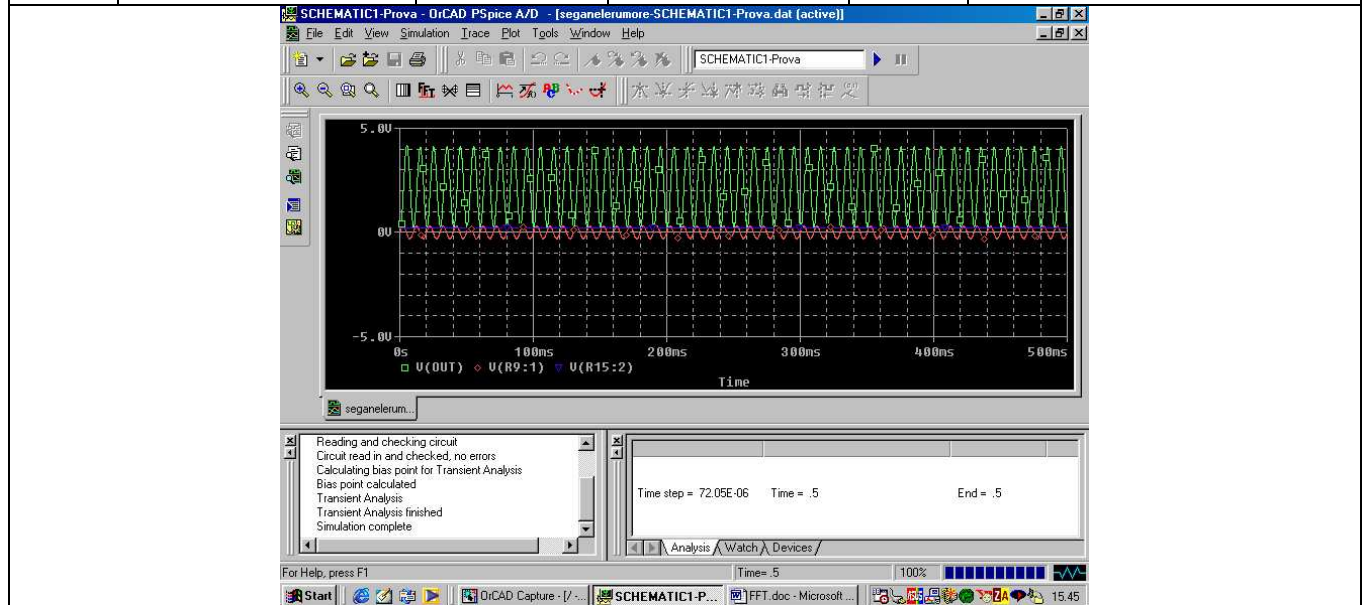 SCHEMATIC1-Prova - OrCAD PSpice A/D - [seganelerumore-SCHEMATIC1-Prova.dat (active)]
File Edit View Simulation Trace Plot Tools Window Help
SCHEMATIC1-Prova
FFT
5.0V
0V
-5.0V
0s 100ms 200ms 300ms 400ms 500ms
V(OUT) V(R9:1) V(R15:2)
Time
seganelerum...
Reading and checking circuit
Circuit read in and checked, no errors
Calculating bias point for Transient Analysis
Bias point calculated
Transient Analysis
Transient Analysis finished
Simulation complete
Time step = 72.05E-06 Time = .5 End = .5
Analysis Watch Devices
For Help, press F1 Time= .5 100%
Start OrCAD Capture - [/ -... SCHEMATIC1-P... FFT.doc - Microsoft ... 15.45